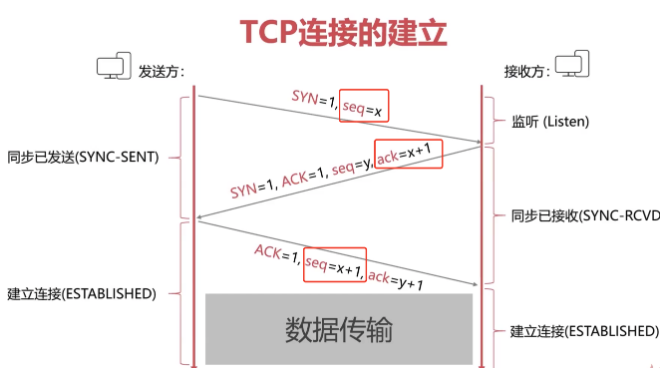 TCP连接的建立
发送方：
接收方：
SYN=1, seq=x
监听 (Listen)
同步已发送(SYNC-SENT)
SYN=1, ACK=1, seq=y, ack=x+1
同步已接收(SYNC-RCVD
ACK=1, seq=x+1, ack=y+1
建立连接(ESTABLISHED)
数据传输
建立连接(ESTABLISHED)